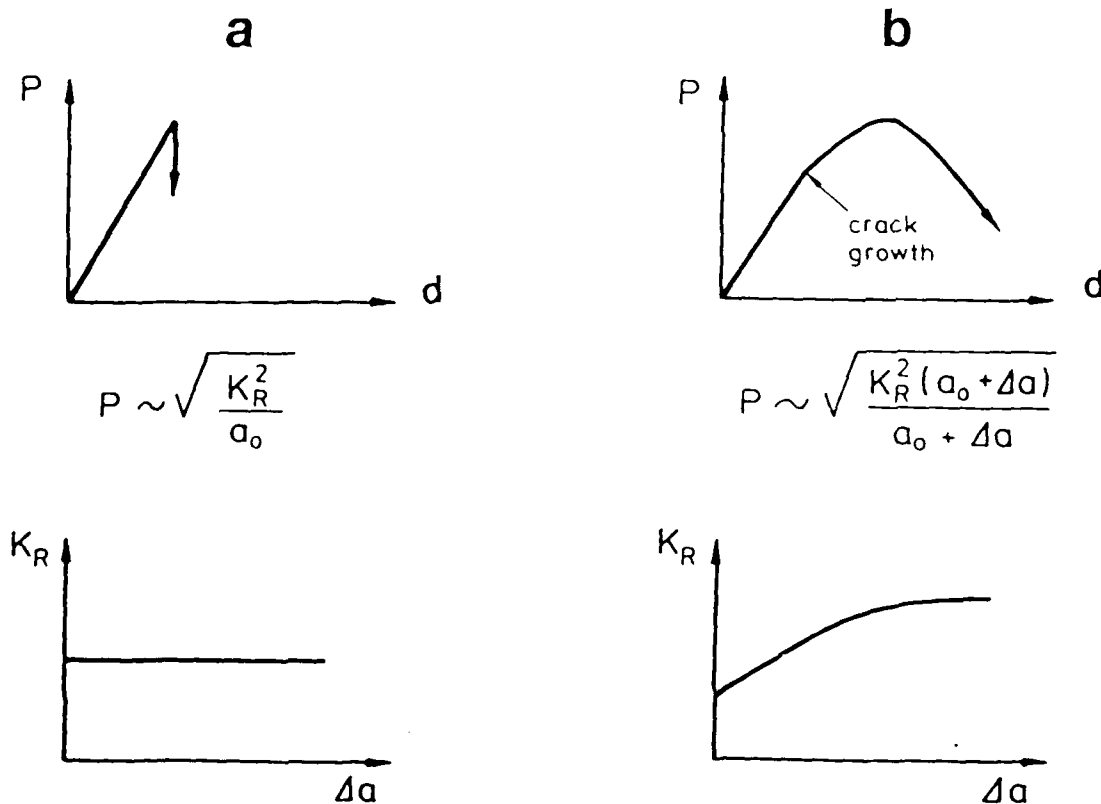 a
P
d
P ~ √(K_R^2 / a_o)
K_R
Δa
b
P
crack
growth
d
P ~ √(K_R^2 (a_o + Δa) / a_o + Δa)
K_R
Δa